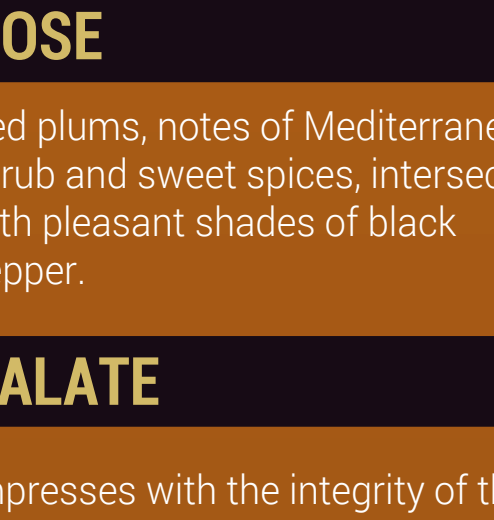 OSE
ed plums, notes of Mediterrane
rub and sweet spices, intersec
th pleasant shades of black
epper.
ALATE
npresses with the integrity of th